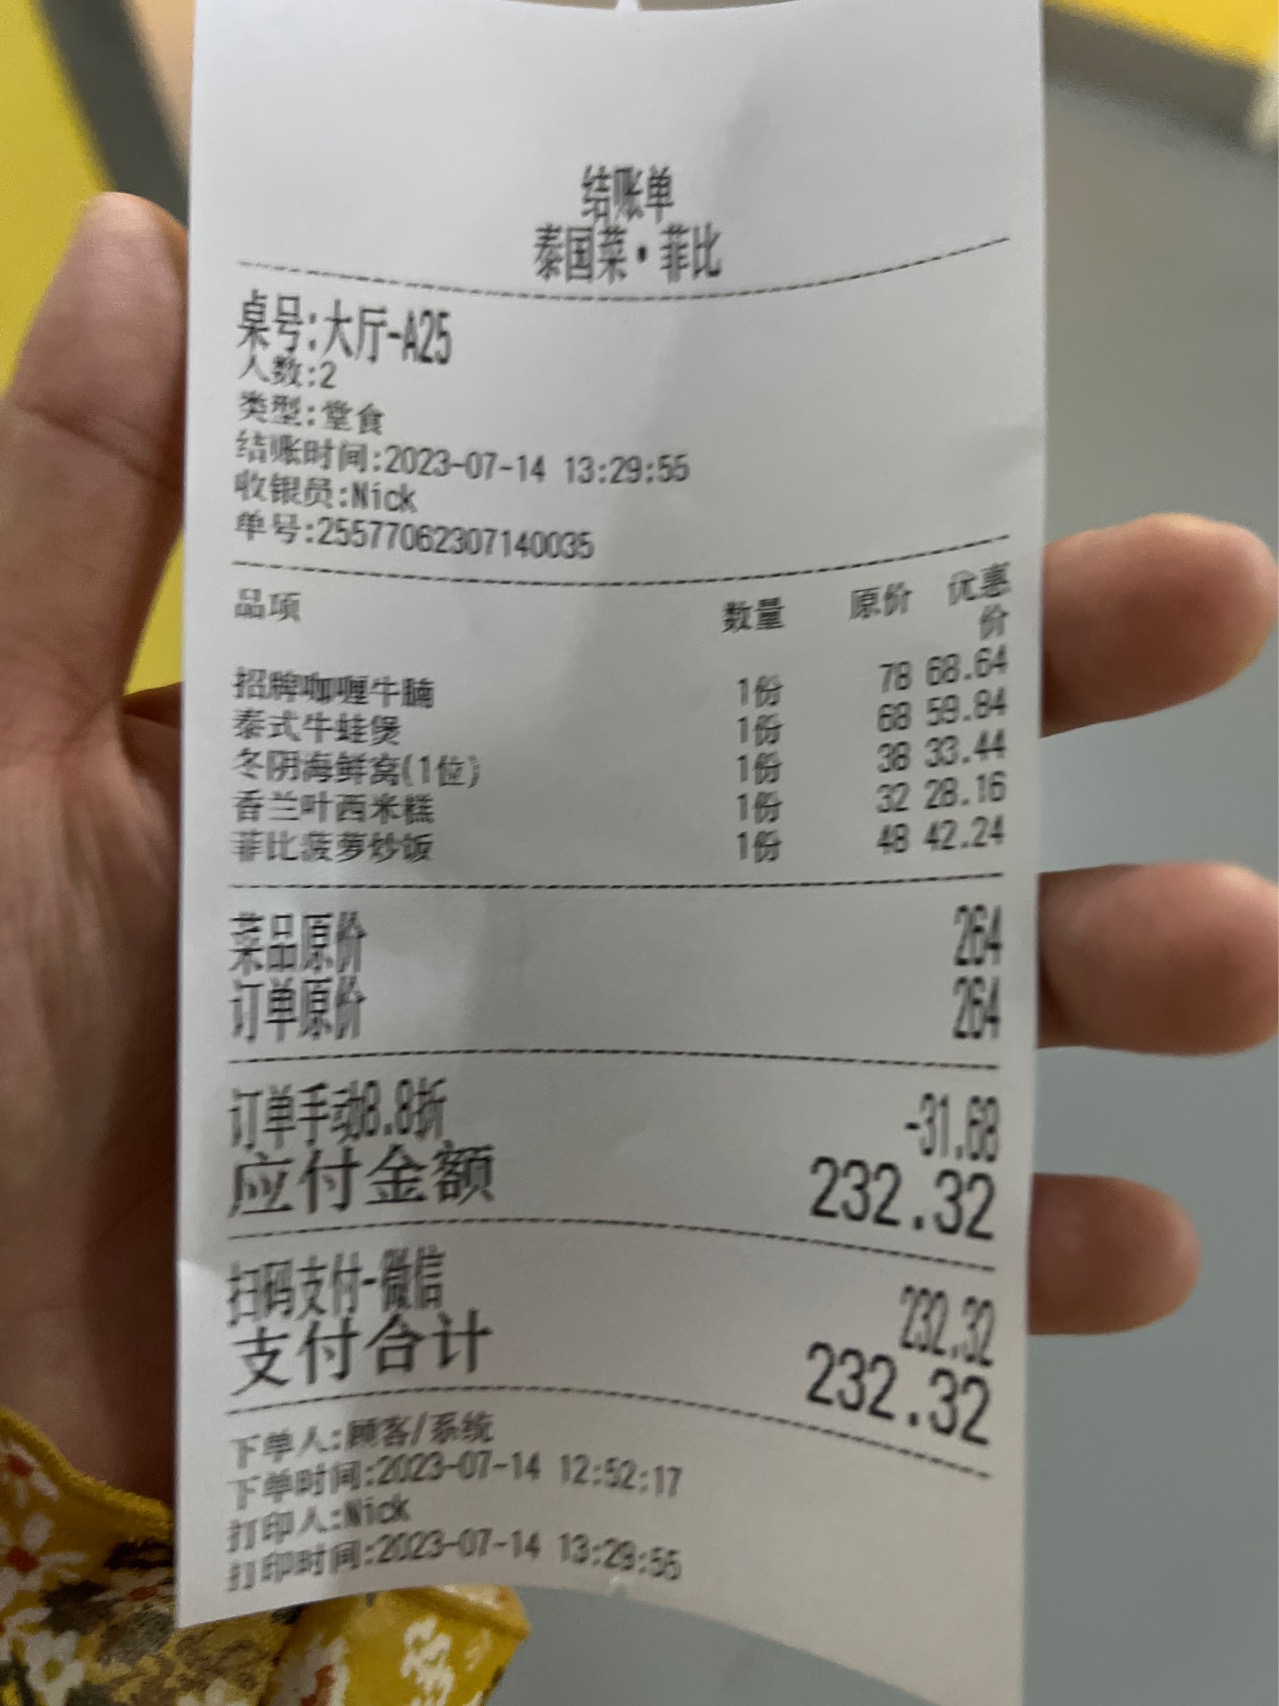 结账单
泰国菜·菲比
桌号:大厅-A25
人数:2
类型:堂食
结账时间:2023-07-14 13:29:55
收银员:Nick
单号:25577062307140035
品项 数量 原价 优惠价
招牌咖喱牛腩 1份 78 68.64
泰式牛蛙煲 1份 68 59.84
冬阴海鲜窝(1位) 1份 38 33.44
香兰叶西米糕 1份 32 28.16
菲比菠萝炒饭 1份 48 42.24
菜品原价 264
订单原价 264
订单手动8.8折 -31.68
应付金额 232.32
扫码支付-微信 232.32
支付合计 232.32
下单人:顾客/系统
下单时间:2023-07-14 12:52:17
打印人:Nick
打印时间:2023-07-14 13:29:56